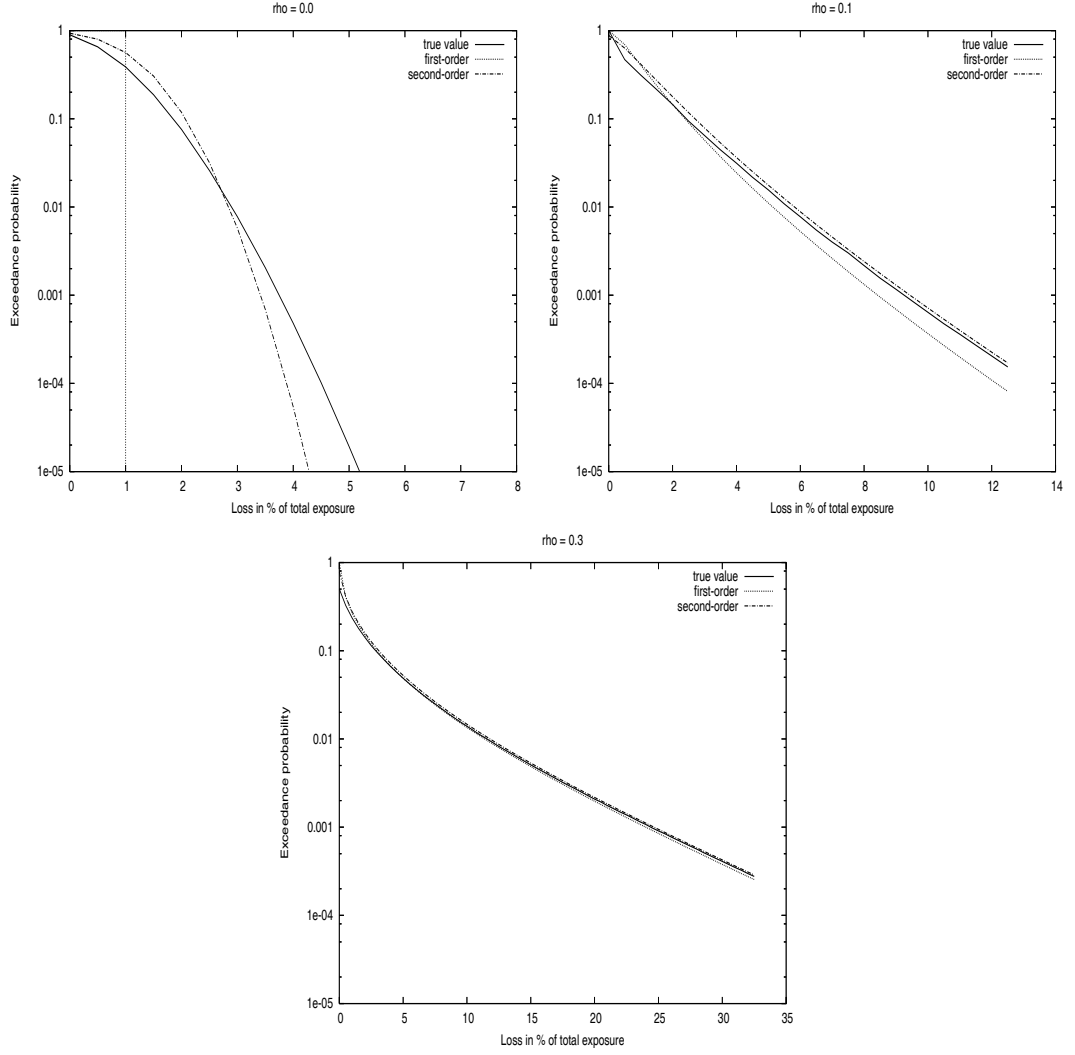 rho = 0.0
Exceedance probability
1
0.1
0.01
0.001
1e-04
1e-05
0 1 2 3 4 5 6 7 8
Loss in % of total exposure
true value
first-order
second-order
rho = 0.1
Exceedance probability
1
0.1
0.01
0.001
1e-04
1e-05
0 2 4 6 8 10 12 14
Loss in % of total exposure
true value
first-order
second-order
rho = 0.3
Exceedance probability
1
0.1
0.01
0.001
1e-04
1e-05
0 5 10 15 20 25 30 35
Loss in % of total exposure
true value
first-order
second-order